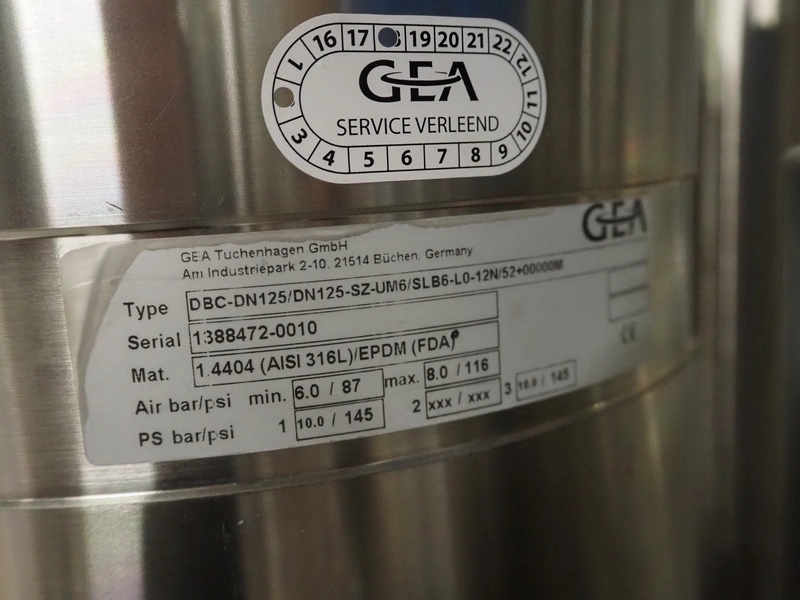 16 17 19 20 21 22
1 12
GEA
11
SERVICE VERLEEND
3 10
4 5 6 7 8 9
GEA
GEA Tuchenhagen GmbH
Am Industriepark 2-10, 21514 Büchen, Germany
Type DBC-DN125/DN125-SZ-UM6/SLB6-L0-12N/52+00000M
Serial 1388472-0010
Mat. 1.4404 (AISI 316L)/EPDM (FDA)
CE
Air bar/psi min. 6.0 / 87 max. 8.0 / 116
PS bar/psi 1 10.0 / 145 2 xxx / xxx 3 10.0 / 145